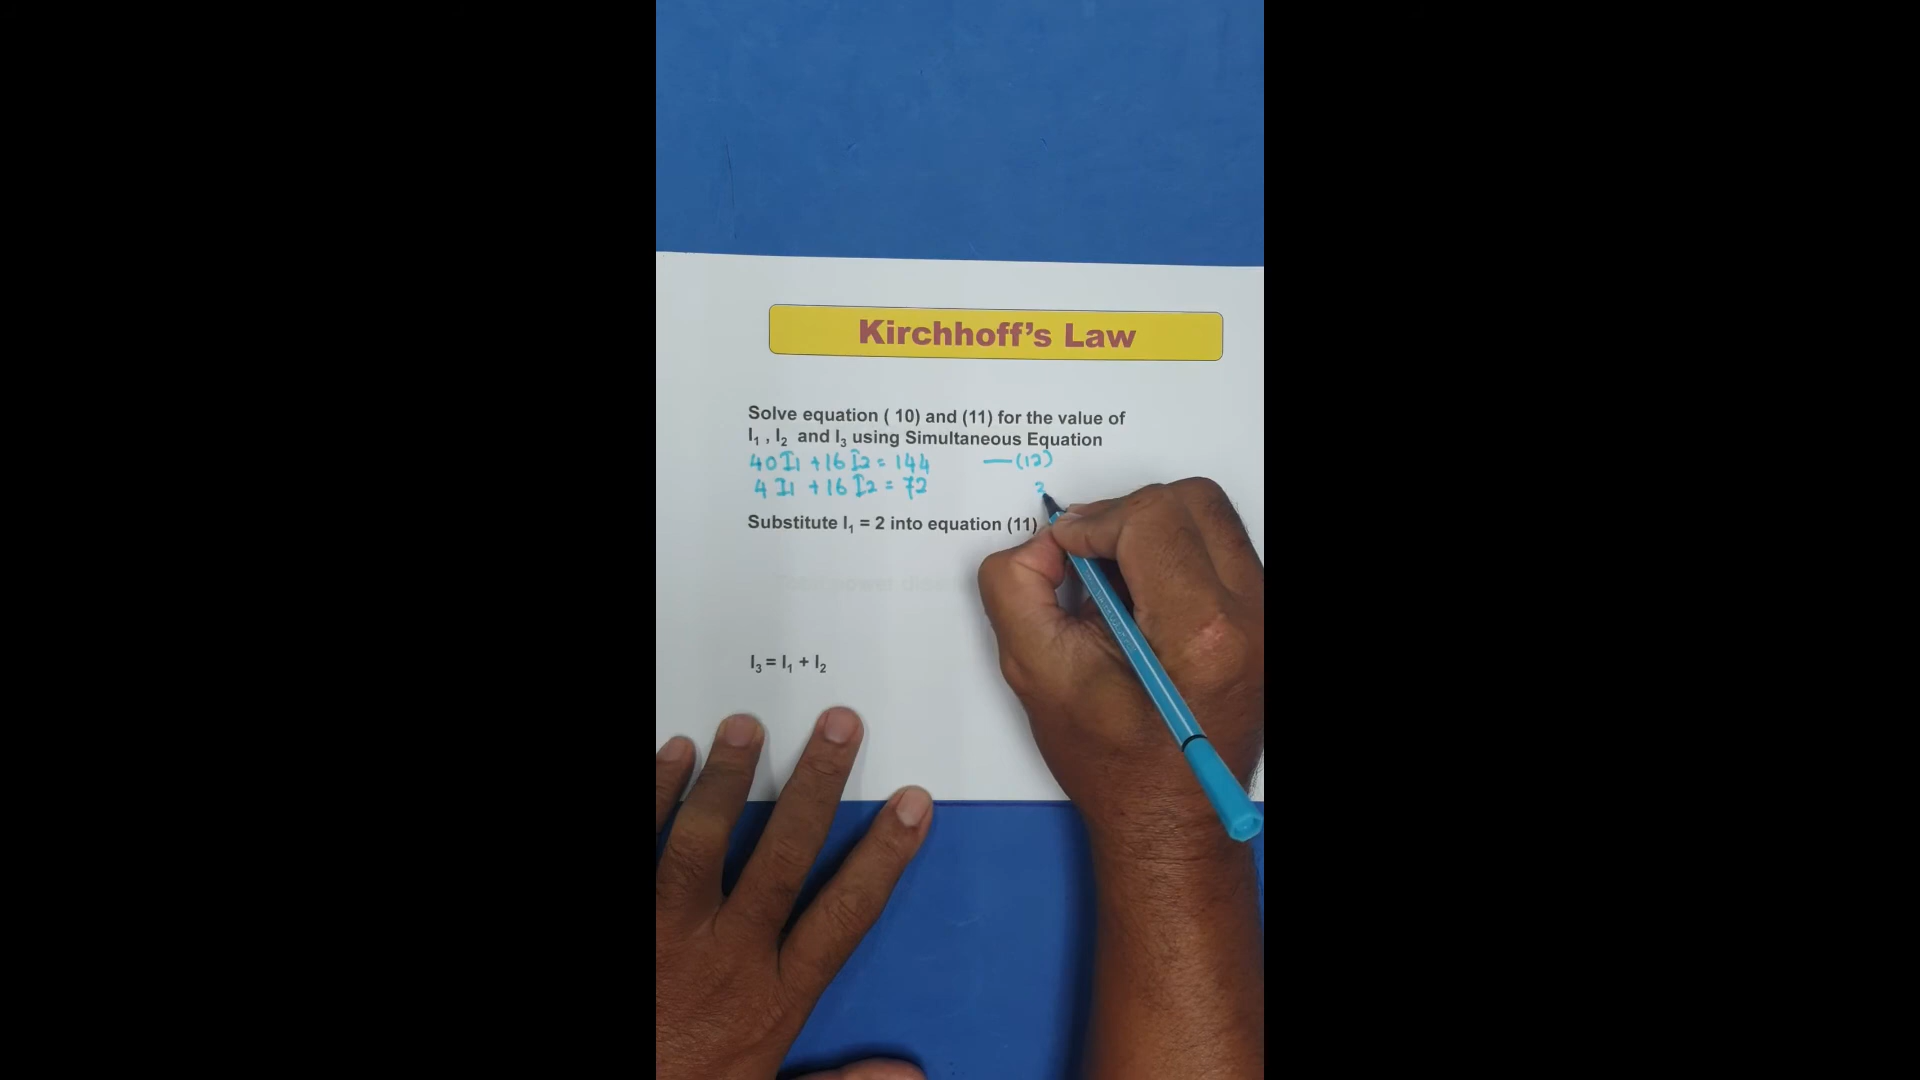 Kirchhoff's Law
Solve equation ( 10) and (11) for the value of
I₁ , I₂ and I₃ using Simultaneous Equation
40I₁ + 16I₂ = 144 —(12)
4I₁ + 16I₂ = 72 2
Substitute I₁ = 2 into equation (11)
I₃ = I₁ + I₂